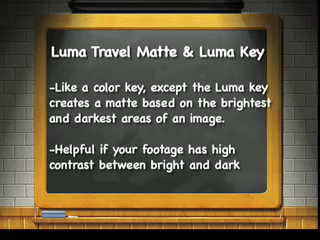 Luma Travel Matte & Luma Key
-Like a color key, except the Luma key
creates a matte based on the brightest
and darkest areas of an image.
-Helpful if your footage has high
contrast between bright and dark